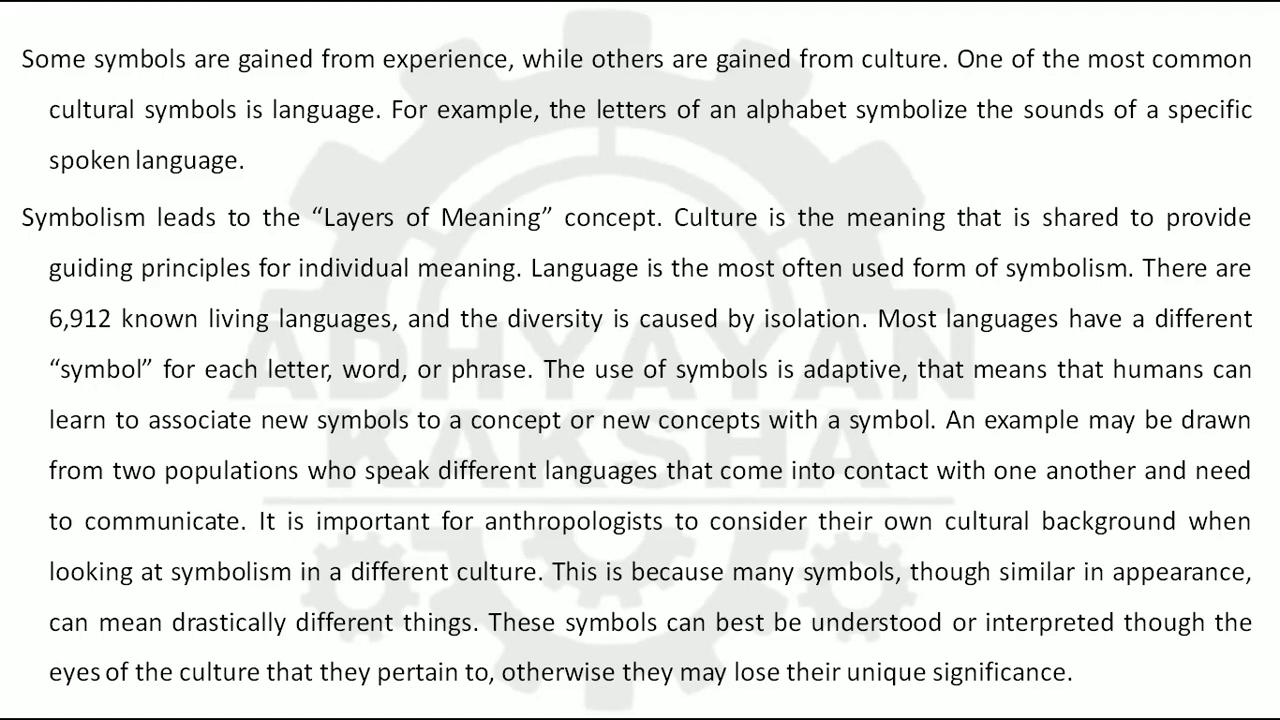 Some symbols are gained from experience, while others are gained from culture. One of the most common
cultural symbols is language. For example, the letters of an alphabet symbolize the sounds of a specific
spoken language.
Symbolism leads to the “Layers of Meaning” concept. Culture is the meaning that is shared to provide
guiding principles for individual meaning. Language is the most often used form of symbolism. There are
6,912 known living languages, and the diversity is caused by isolation. Most languages have a different
“symbol” for each letter, word, or phrase. The use of symbols is adaptive, that means that humans can
learn to associate new symbols to a concept or new concepts with a symbol. An example may be drawn
from two populations who speak different languages that come into contact with one another and need
to communicate. It is important for anthropologists to consider their own cultural background when
looking at symbolism in a different culture. This is because many symbols, though similar in appearance,
can mean drastically different things. These symbols can best be understood or interpreted though the
eyes of the culture that they pertain to, otherwise they may lose their unique significance.
ADHYAYAN
KAKSHA